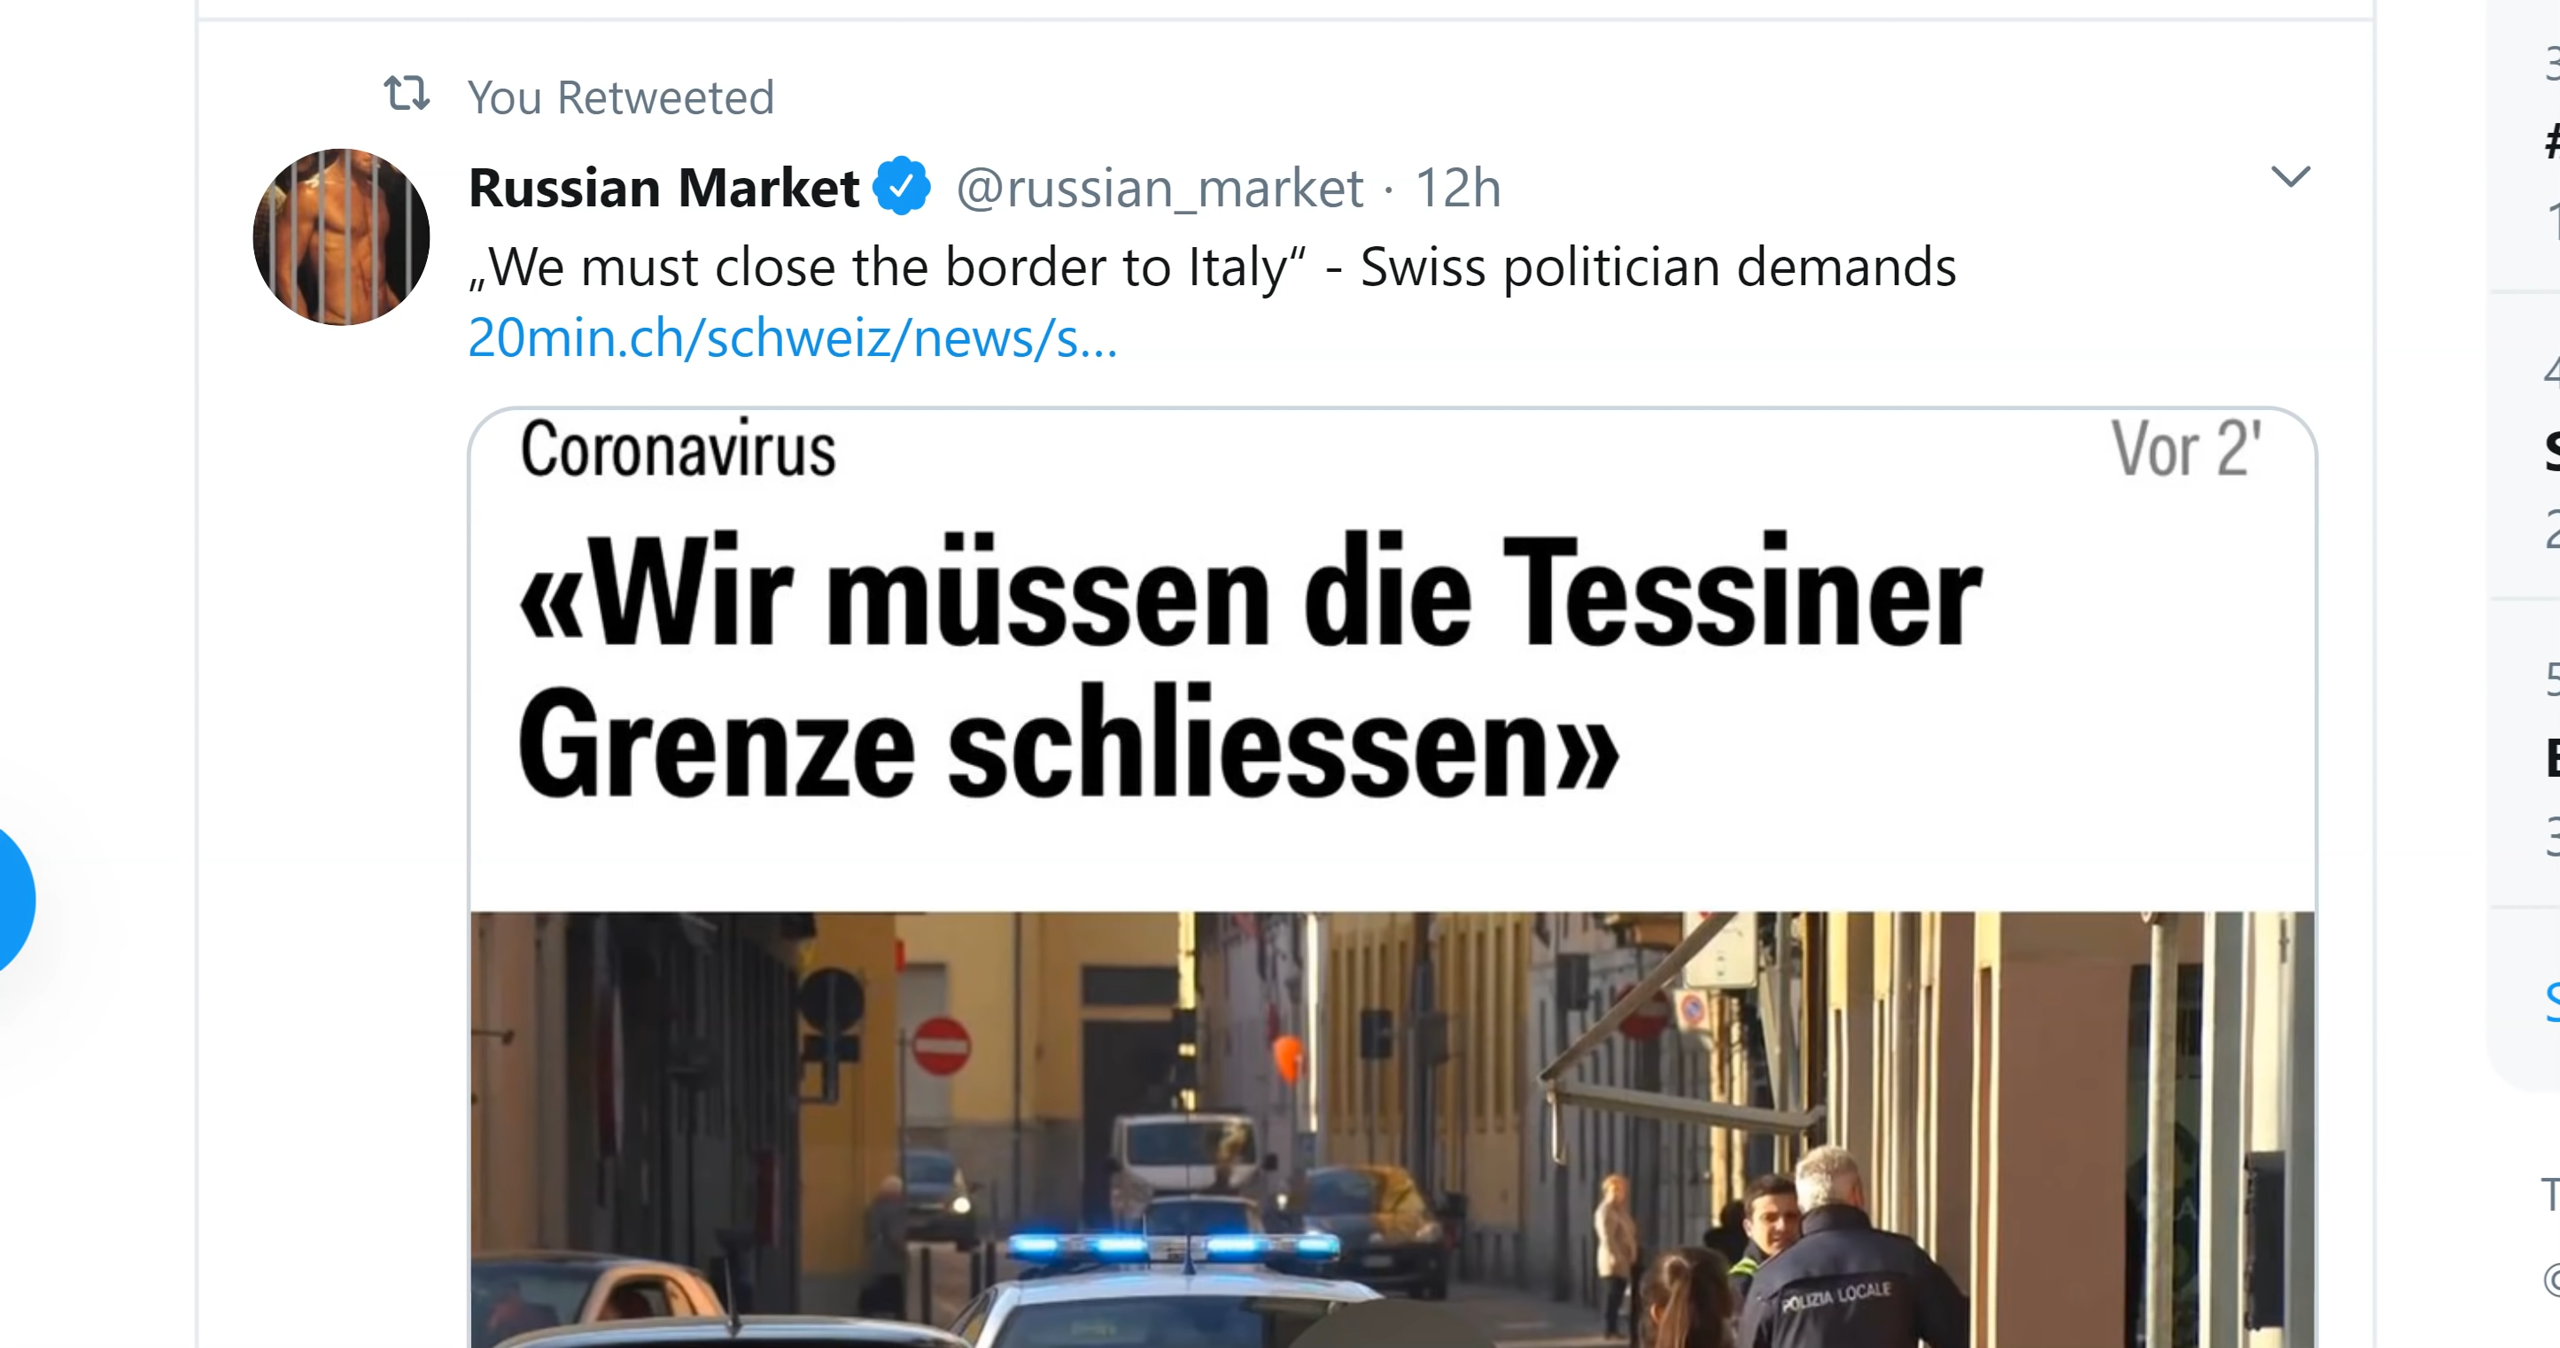 You Retweeted
Russian Market @russian_market · 12h
„We must close the border to Italy“ - Swiss politician demands
20min.ch/schweiz/news/s...
Coronavirus
Vor 2'
«Wir müssen die Tessiner
Grenze schliessen»
POLIZIA LOCALE